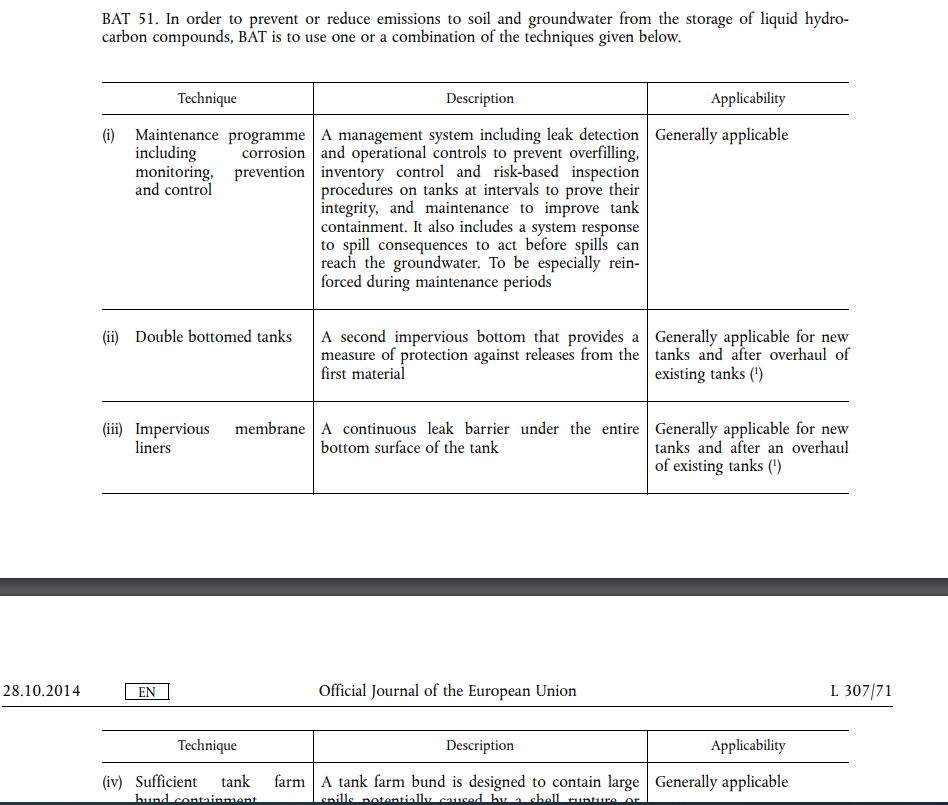 BAT 51. In order to prevent or reduce emissions to soil and groundwater from the storage of liquid hydro-
carbon compounds, BAT is to use one or a combination of the techniques given below.
Technique Description Applicability
(i) Maintenance programme including corrosion monitoring, prevention and control
A management system including leak detection
and operational controls to prevent overfilling,
inventory control and risk-based inspection
procedures on tanks at intervals to prove their
integrity, and maintenance to improve tank
containment. It also includes a system response
to spill consequences to act before spills can
reach the groundwater. To be especially rein-
forced during maintenance periods
Generally applicable
(ii) Double bottomed tanks
A second impervious bottom that provides a
measure of protection against releases from the
first material
Generally applicable for new
tanks and after overhaul of
existing tanks (¹)
(iii) Impervious membrane
liners
A continuous leak barrier under the entire
bottom surface of the tank
Generally applicable for new
tanks and after an overhaul
of existing tanks (¹)
28.10.2014 EN Official Journal of the European Union L 307/71
Technique Description Applicability
(iv) Sufficient tank farm
bund containment
A tank farm bund is designed to contain large
spills potentially caused by a shell rupture or
Generally applicable